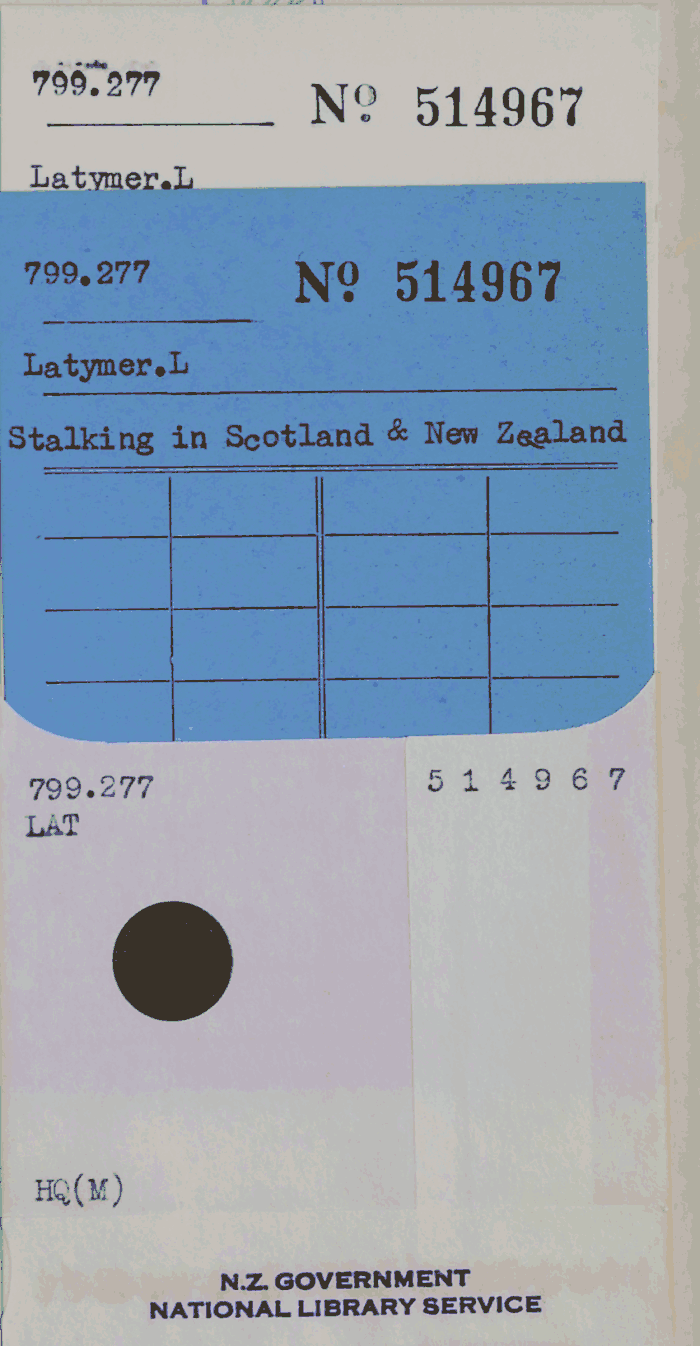 799.277
Nº 514967
Latymer.L
799.277
Nº 514967
Latymer.L
Stalking in Scotland & New Zealand
799.277
514967
LAT
HQ(M)
N.Z. GOVERNMENT
NATIONAL LIBRARY SERVICE